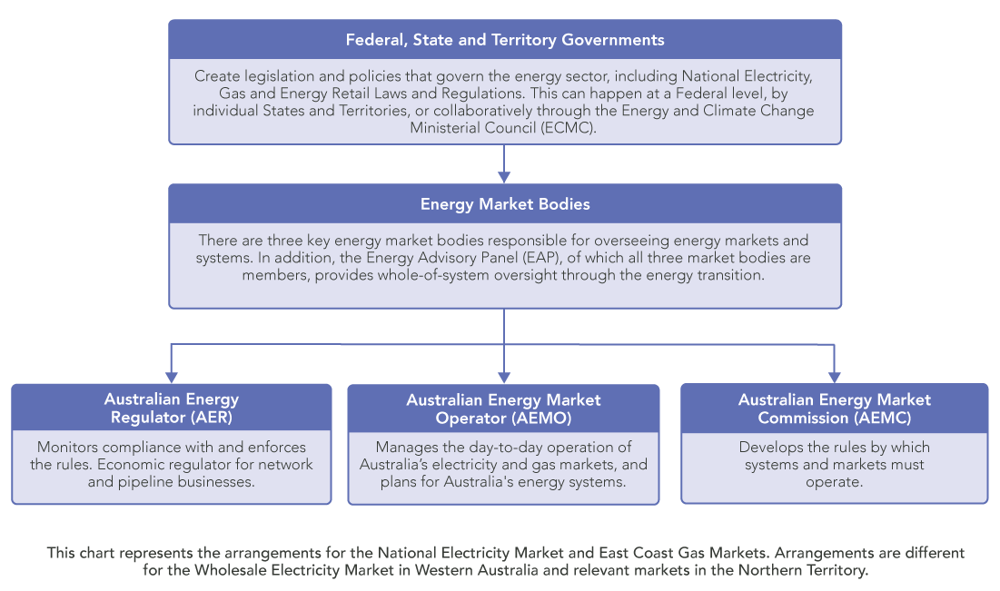 Federal, State and Territory Governments
Create legislation and policies that govern the energy sector, including National Electricity,
Gas and Energy Retail Laws and Regulations. This can happen at a Federal level, by
individual States and Territories, or collaboratively through the Energy and Climate Change
Ministerial Council (ECMC).
Energy Market Bodies
There are three key energy market bodies responsible for overseeing energy markets and
systems. In addition, the Energy Advisory Panel (EAP), of which all three market bodies are
members, provides whole-of-system oversight through the energy transition.
Australian Energy
Regulator (AER)
Monitors compliance with and enforces
the rules. Economic regulator for network
and pipeline businesses.
Australian Energy Market
Operator (AEMO)
Manages the day-to-day operation of
Australia’s electricity and gas markets, and
plans for Australia's energy systems.
Australian Energy Market
Commission (AEMC)
Develops the rules by which
systems and markets must
operate.
This chart represents the arrangements for the National Electricity Market and East Coast Gas Markets. Arrangements are different
for the Wholesale Electricity Market in Western Australia and relevant markets in the Northern Territory.